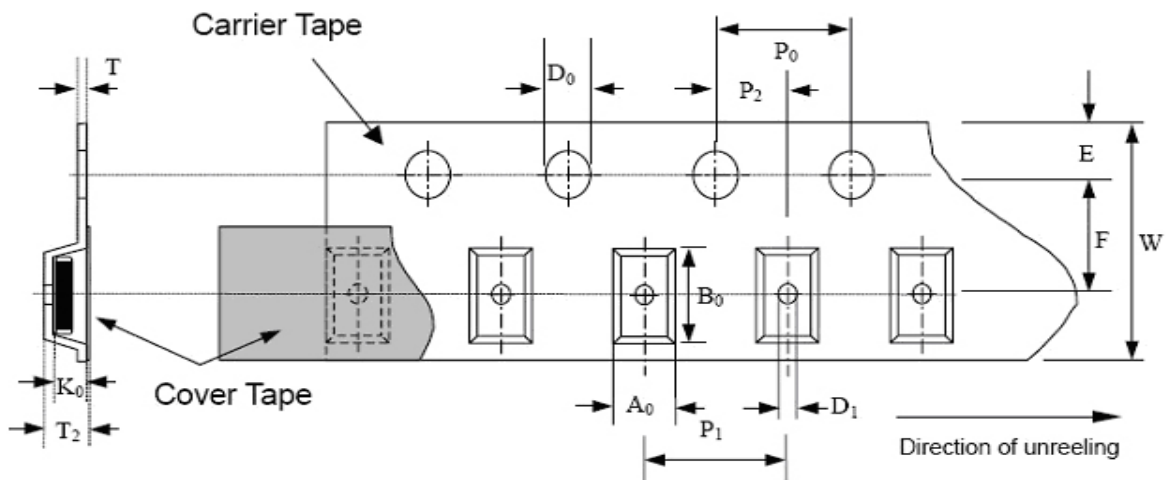 Carrier Tape
P₀
T
D₀
P₂
E
F
W
B₀
K₀
Cover Tape
A₀
D₁
T₂
P₁
Direction of unreeling